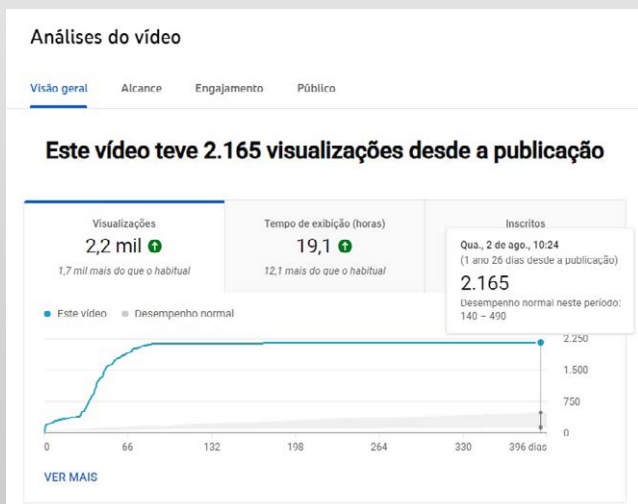 Análises do vídeo
Visão geral Alcance Engajamento Público
Este vídeo teve 2.165 visualizações desde a publicação
Visualizações
2,2 mil
1,7 mil mais do que o habitual
Tempo de exibição (horas)
19,1
12,1 mais do que o habitual
Inscritos
Qua., 2 de ago., 10:24
(1 ano 26 dias desde a publicação)
2.165
Desempenho normal neste período:
140 – 490
Este vídeo Desempenho normal
2.250
1.500
750
0
0 66 132 198 264 330 396 dias
VER MAIS